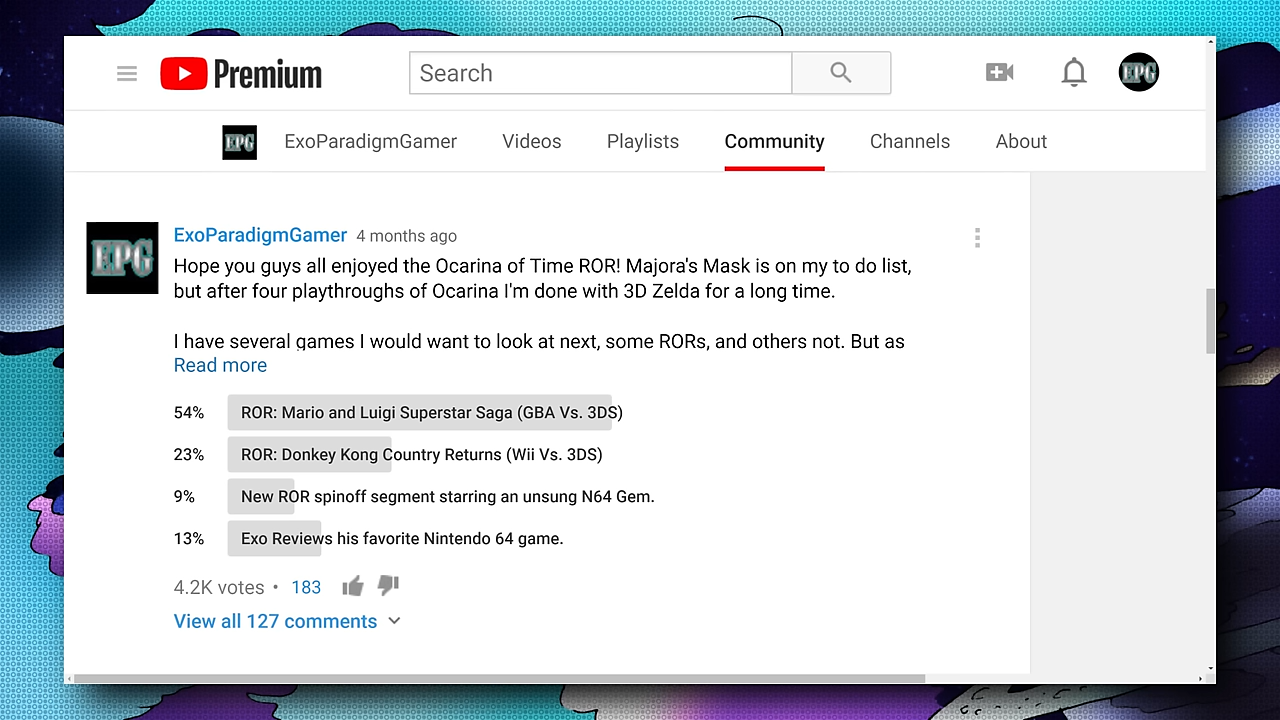 Premium
Search
EPG
EPG
ExoParadigmGamer
Videos
Playlists
Community
Channels
About
EPG
ExoParadigmGamer 4 months ago
Hope you guys all enjoyed the Ocarina of Time ROR! Majora's Mask is on my to do list,
but after four playthroughs of Ocarina I'm done with 3D Zelda for a long time.
I have several games I would want to look at next, some RORs, and others not. But as
Read more
54% ROR: Mario and Luigi Superstar Saga (GBA Vs. 3DS)
23% ROR: Donkey Kong Country Returns (Wii Vs. 3DS)
9% New ROR spinoff segment starring an unsung N64 Gem.
13% Exo Reviews his favorite Nintendo 64 game.
4.2K votes • 183
View all 127 comments